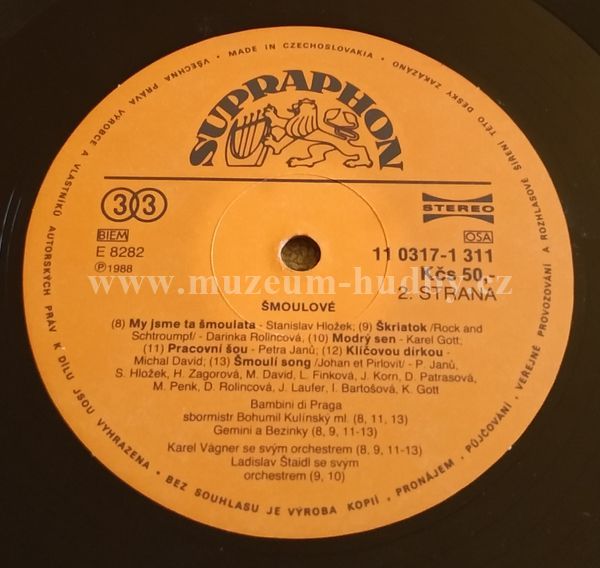 VŠECHNA PRÁVA VÝROBCE A VLASTNÍKŮ AUTORSKÝCH PRÁV K DÍLU JSOU VYHRAZENA • BEZ SOUHLASU JE VÝROBA KOPIÍ, PRONÁJEM, PŮJČOVÁNÍ, VEŘEJNÉ PROVOZOVÁNÍ A ROZHLASOVÉ ŠÍŘENÍ TÉTO DESKY ZAKÁZÁNO • MADE IN CZECHOSLOVAKIA •
SUPRAPHON
33
STEREO
BIEM
OSA
E 8282
11 0317-1 311
Ⓟ 1988
Kčs 50,-
www.muzeum-hudby.cz
2. STRANA
ŠMOULOVÉ
(8) My jsme ta šmoulata - Stanislav Hložek; (9) Škriatok /Rock and
Schtroumpf/ - Darinka Rolincová, (10) Modrý sen - Karel Gott;
(11) Pracovní šou - Petra Janů; (12) Klíčovou dírkou -
Michal David; (13) Šmoulí song /Johan et Pirlovit/ - P. Janů,
S. Hložek, H. Zagorová, M. David, L. Finková, J. Korn, D. Patrasová,
M. Penk, D. Rolincová, J. Laufer, I. Bartošová, K. Gott
Bambini di Praga
sbormistr Bohumil Kulínský ml. (8, 11, 13)
Gemini a Bezinky (8, 9, 11-13)
Karel Vágner se svým orchestrem (8, 9, 11-13)
Ladislav Štaidl se svym
orchestrem (9, 10)